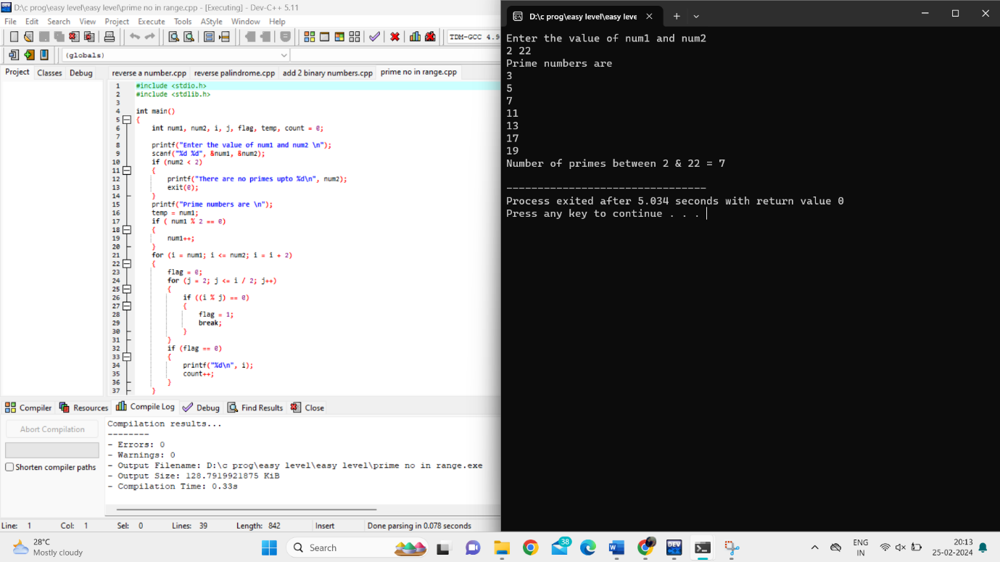 D:\c prog\easy level\easy level\prime no in range.cpp - [Executing] - Dev-C++ 5.11
File Edit Search View Project Execute Tools AStyle Window Help
TDM-GCC 4.9
(globals)
Project Classes Debug
reverse a number.cpp reverse palindrome.cpp add 2 binary numbers.cpp prime no in range.cpp
1 #include <stdio.h>
2 #include <stdlib.h>
3
4 int main()
5 {
6 int num1, num2, i, j, flag, temp, count = 0;
7
8 printf("Enter the value of num1 and num2 \n");
9 scanf("%d %d", &num1, &num2);
10 if (num2 < 2)
11 {
12 printf("There are no primes upto %d\n", num2);
13 exit(0);
14 }
15 printf("Prime numbers are \n");
16 temp = num1;
17 if ( num1 % 2 == 0)
18 {
19 num1++;
20 }
21 for (i = num1; i <= num2; i = i + 2)
22 {
23 flag = 0;
24 for (j = 2; j <= i / 2; j++)
25 {
26 if ((i % j) == 0)
27 {
28 flag = 1;
29 break;
30 }
31 }
32 if (flag == 0)
33 {
34 printf("%d\n", i);
35 count++;
36 }
37 }
Compiler Resources Compile Log Debug Find Results Close
Abort Compilation
Shorten compiler paths
Compilation results...
--------
- Errors: 0
- Warnings: 0
- Output Filename: D:\c prog\easy level\easy level\prime no in range.exe
- Output Size: 128.7919921875 KiB
- Compilation Time: 0.33s
Line: 1 Col: 1 Sel: 0 Lines: 39 Length: 842 Insert Done parsing in 0.078 seconds
D:\c prog\easy level\easy leve
Enter the value of num1 and num2
2 22
Prime numbers are
3
5
7
11
13
17
19
Number of primes between 2 & 22 = 7
--------------------------------
Process exited after 5.034 seconds with return value 0
Press any key to continue . . .
28°C
Mostly cloudy
Search
38
DEV
ENG
IN
20:13
25-02-2024